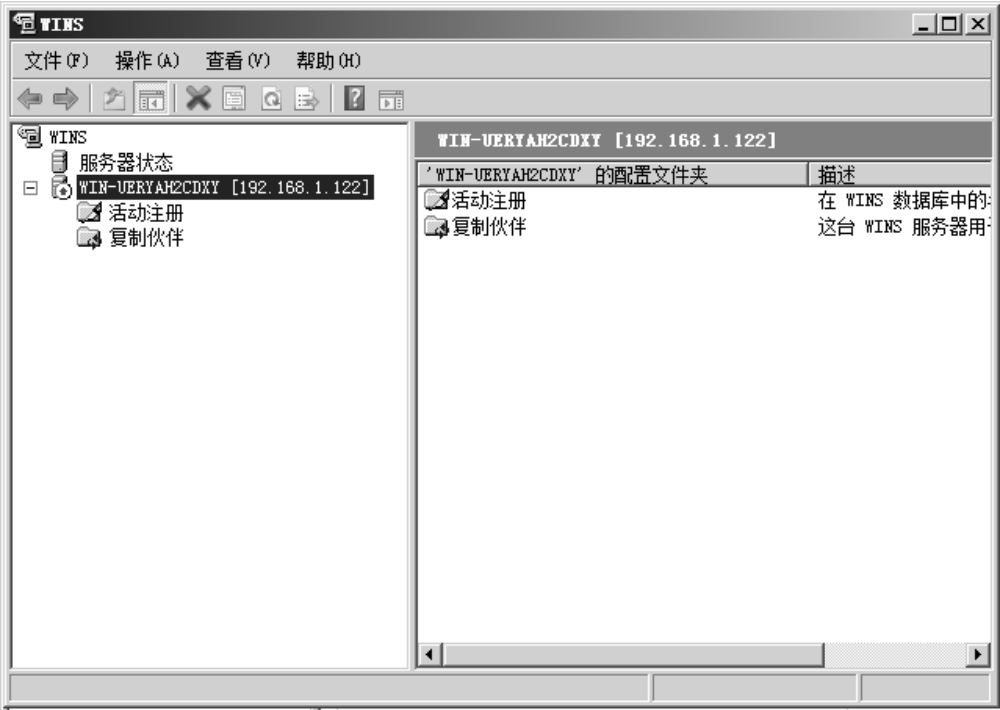 WINS
文件(F) 操作(A) 查看(V) 帮助(H)
WINS
服务器状态
WIN-UERYAH2CDXY [192.168.1.122]
活动注册
复制伙伴
WIN-UERYAH2CDXY [192.168.1.122]
'WIN-UERYAH2CDXY' 的配置文件夹 描述
活动注册 在 WINS 数据库中的
复制伙伴 这台 WINS 服务器用